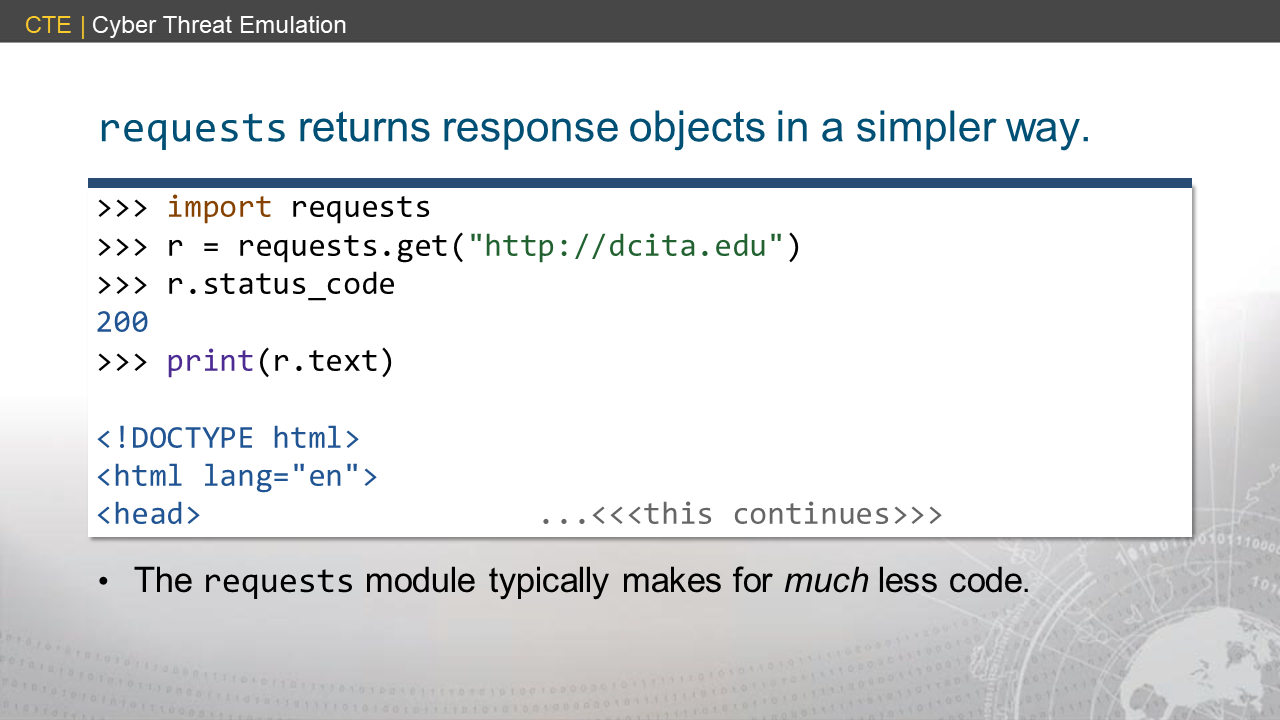 CTE | Cyber Threat Emulation
requests returns response objects in a simpler way.
>>> import requests
>>> r = requests.get("http://dcita.edu")
>>> r.status_code
200
>>> print(r.text)
<!DOCTYPE html>
<html lang="en">
<head> ...<<<this continues>>>
• The requests module typically makes for much less code.